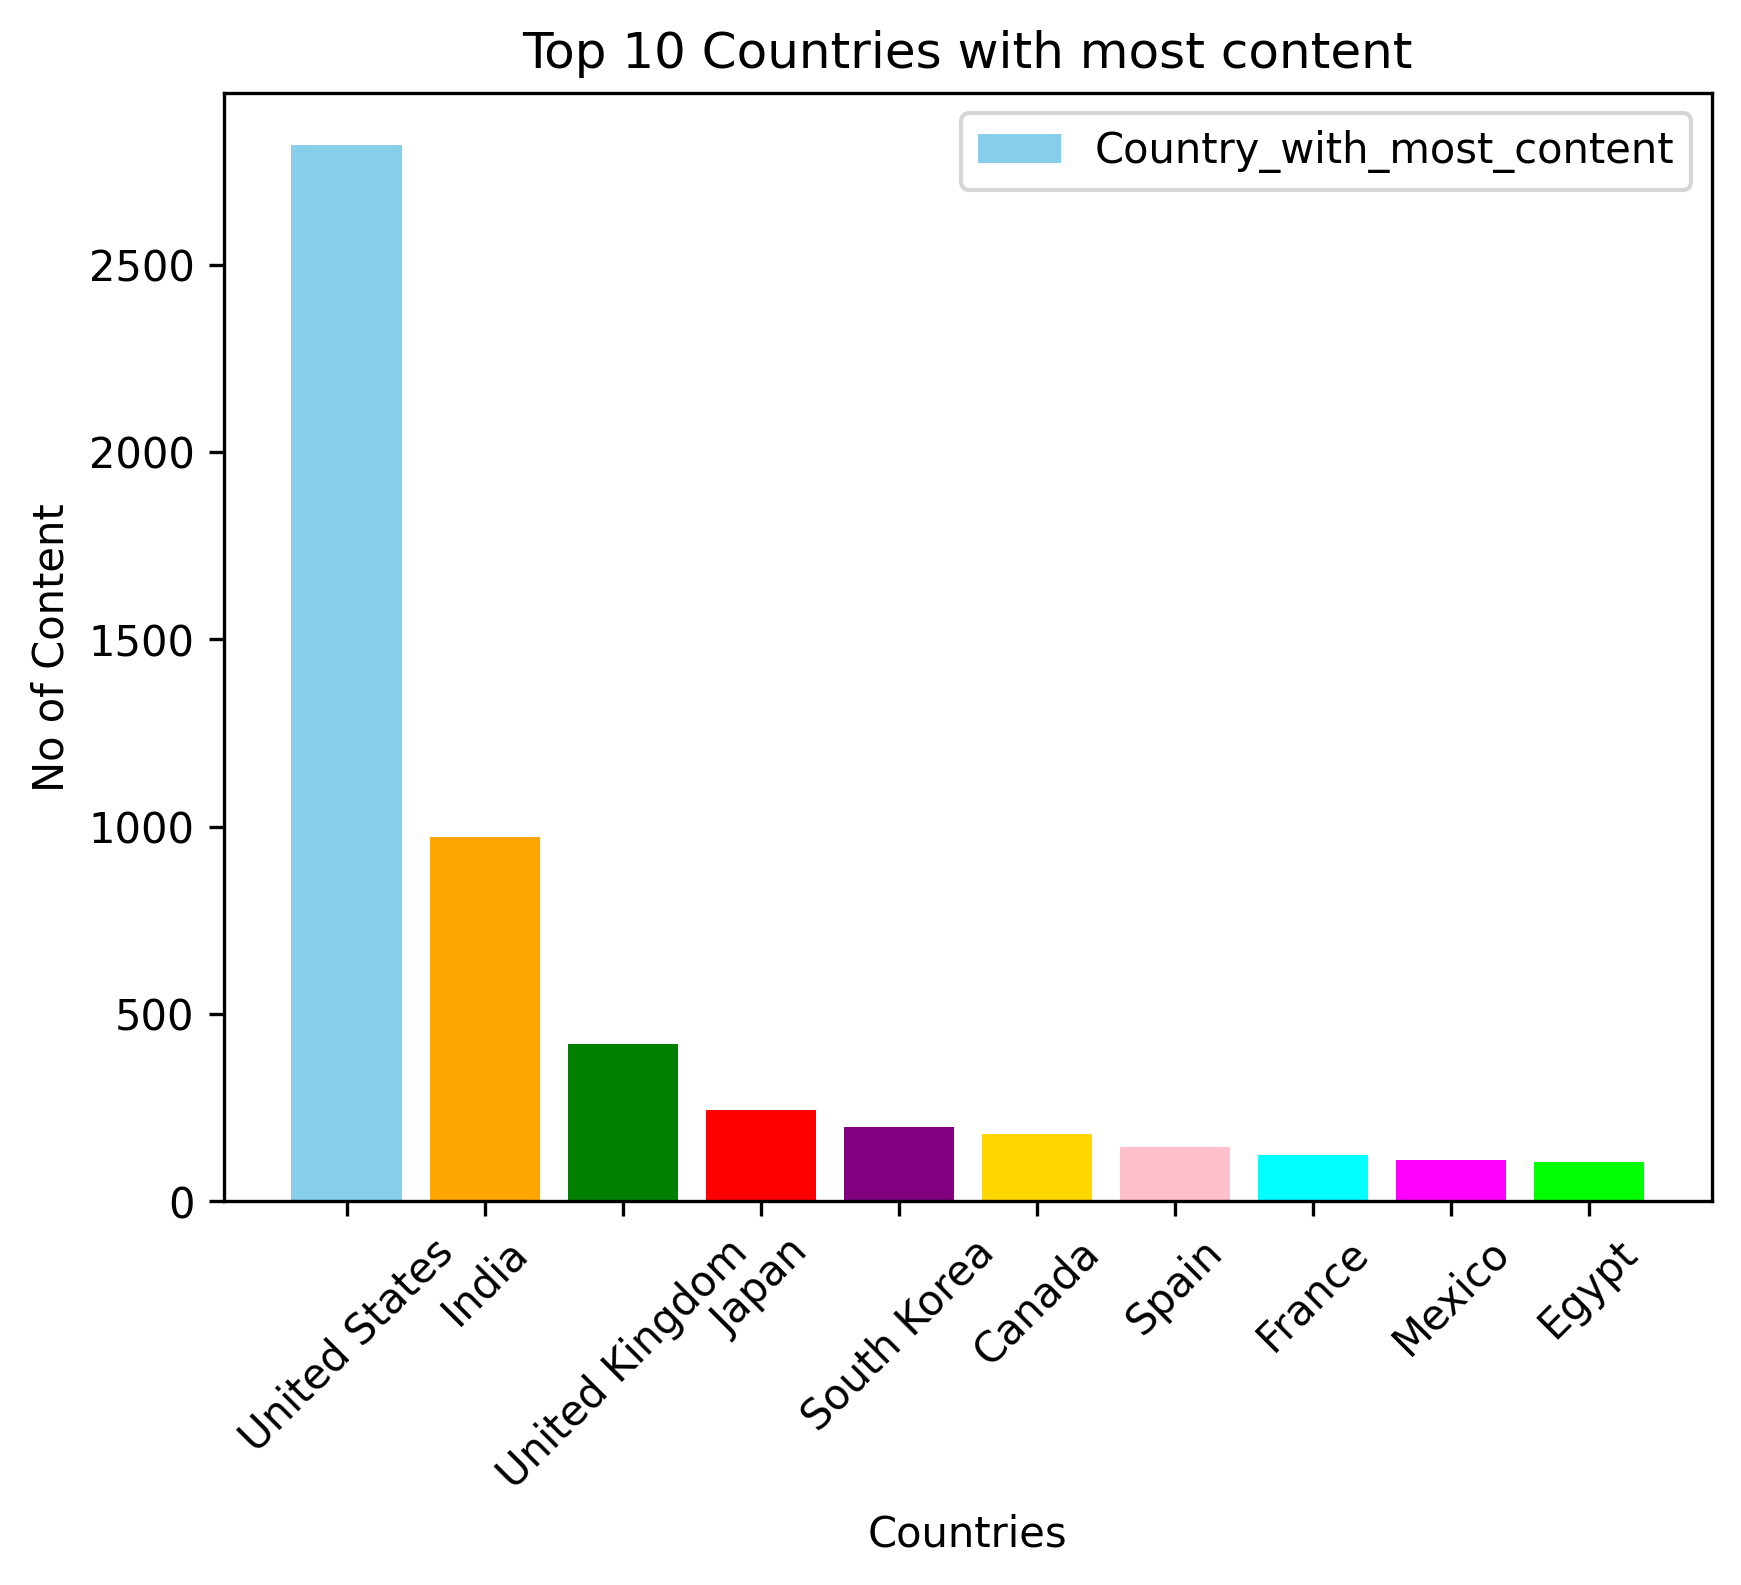 Top 10 Countries with most content
Country_with_most_content
No of Content
2500
2000
1500
1000
500
0
United States
India
United Kingdom
Japan
South Korea
Canada
Spain
France
Mexico
Egypt
Countries